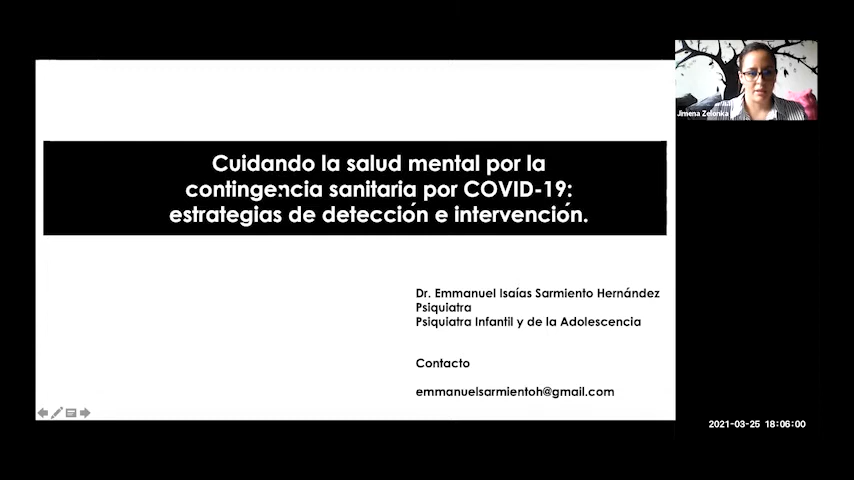 Cuidando la salud mental por la
contingencia sanitaria por COVID-19:
estrategias de detección e intervención.
Jimena Zelonka
Dr. Emmanuel Isaías Sarmiento Hernández
Psiquiatra
Psiquiatra Infantil y de la Adolescencia
Contacto
emmanuelsarmientoh@gmail.com
2021-03-25 18:06:00